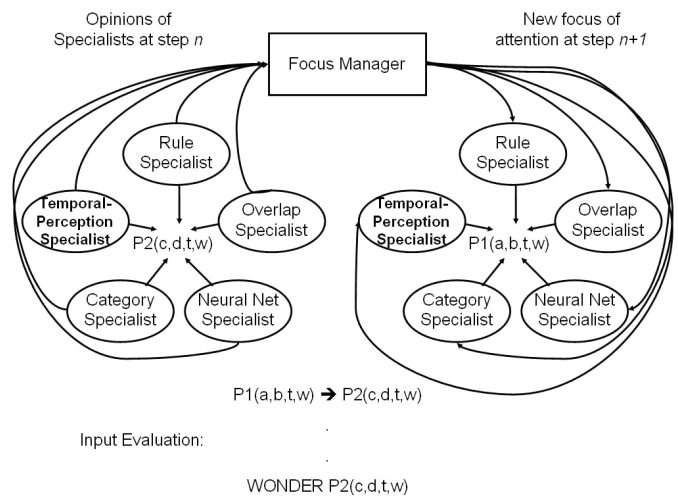 Opinions of
Specialists at step n
New focus of
attention at step n+1
Focus Manager
Rule
Specialist
Temporal-
Perception
Specialist
Overlap
Specialist
P2(c,d,t,w)
Category
Specialist
Neural Net
Specialist
Rule
Specialist
Temporal-
Perception
Specialist
Overlap
Specialist
P1(a,b,t,w)
Category
Specialist
Neural Net
Specialist
P1(a,b,t,w) ➔ P2(c,d,t,w)
.
Input Evaluation:
.
WONDER P2(c,d,t,w)